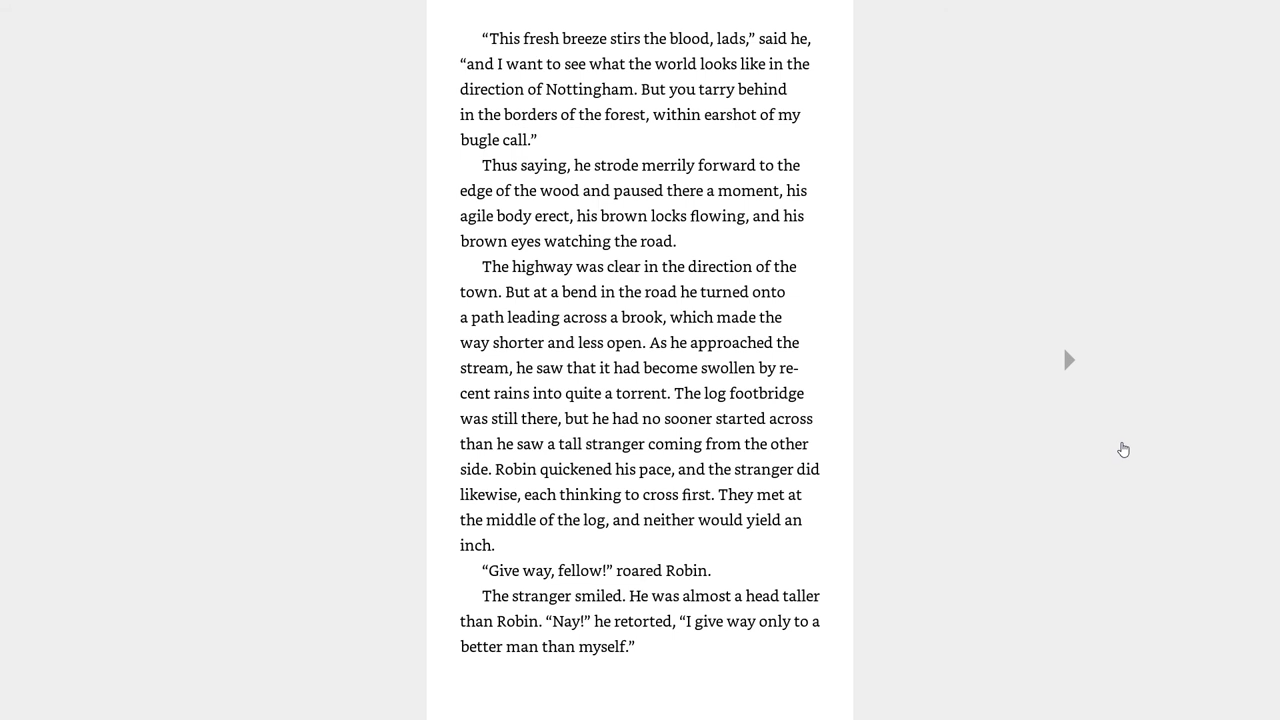 “This fresh breeze stirs the blood, lads,” said he,
“and I want to see what the world looks like in the
direction of Nottingham. But you tarry behind
in the borders of the forest, within earshot of my
bugle call.”
Thus saying, he strode merrily forward to the
edge of the wood and paused there a moment, his
agile body erect, his brown locks flowing, and his
brown eyes watching the road.
The highway was clear in the direction of the
town. But at a bend in the road he turned onto
a path leading across a brook, which made the
way shorter and less open. As he approached the
stream, he saw that it had become swollen by re-
cent rains into quite a torrent. The log footbridge
was still there, but he had no sooner started across
than he saw a tall stranger coming from the other
side. Robin quickened his pace, and the stranger did
likewise, each thinking to cross first. They met at
the middle of the log, and neither would yield an
inch.
“Give way, fellow!” roared Robin.
The stranger smiled. He was almost a head taller
than Robin. “Nay!” he retorted, “I give way only to a
better man than myself.”